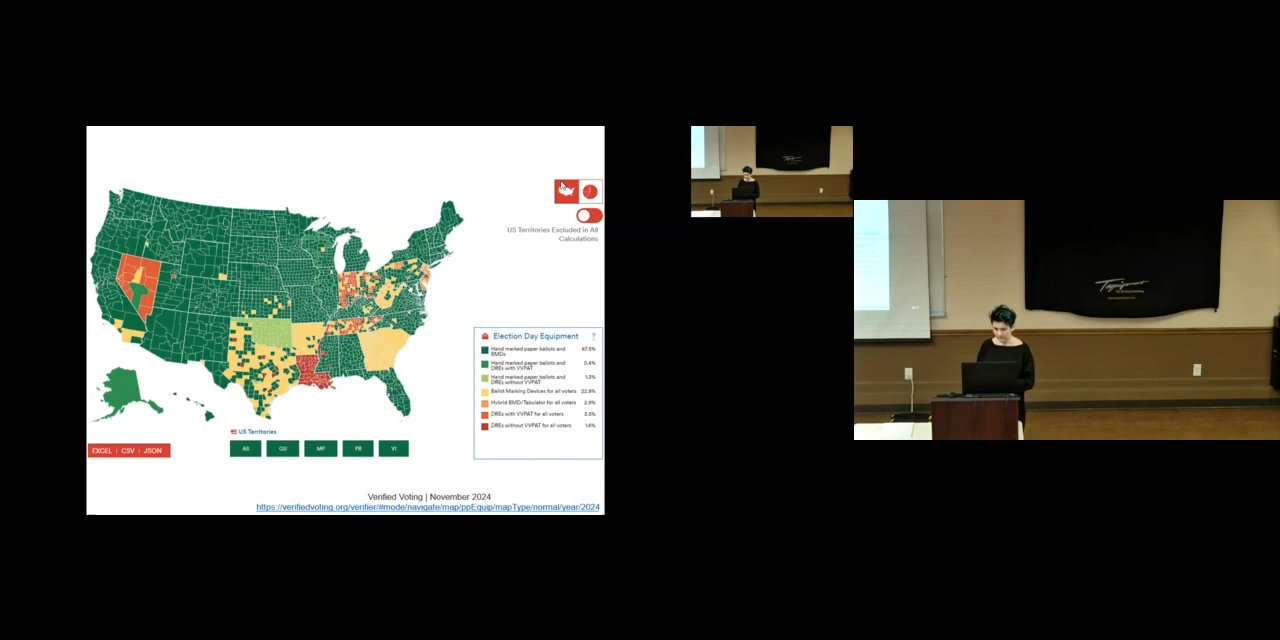 US Territories Excluded in All
Calculations
Election Day Equipment ?
Hand marked paper ballots and
BMDs 67.5%
Hand marked paper ballots and
DREs with VVPAT 0.4%
Hand marked paper ballots and
DREs without VVPAT 1.3%
Ballot Marking Devices for all voters 22.9%
Hybrid BMD/Tabulator for all voters 2.9%
DREs with VVPAT for all voters 3.3%
DREs without VVPAT for all voters 1.6%
US Territories
AS GU MP PR VI
EXCEL | CSV | JSON
Verified Voting | November 2024
https://verifiedvoting.org/verifier/#mode/navigate/map/ppEquip/mapType/normal/year/2024